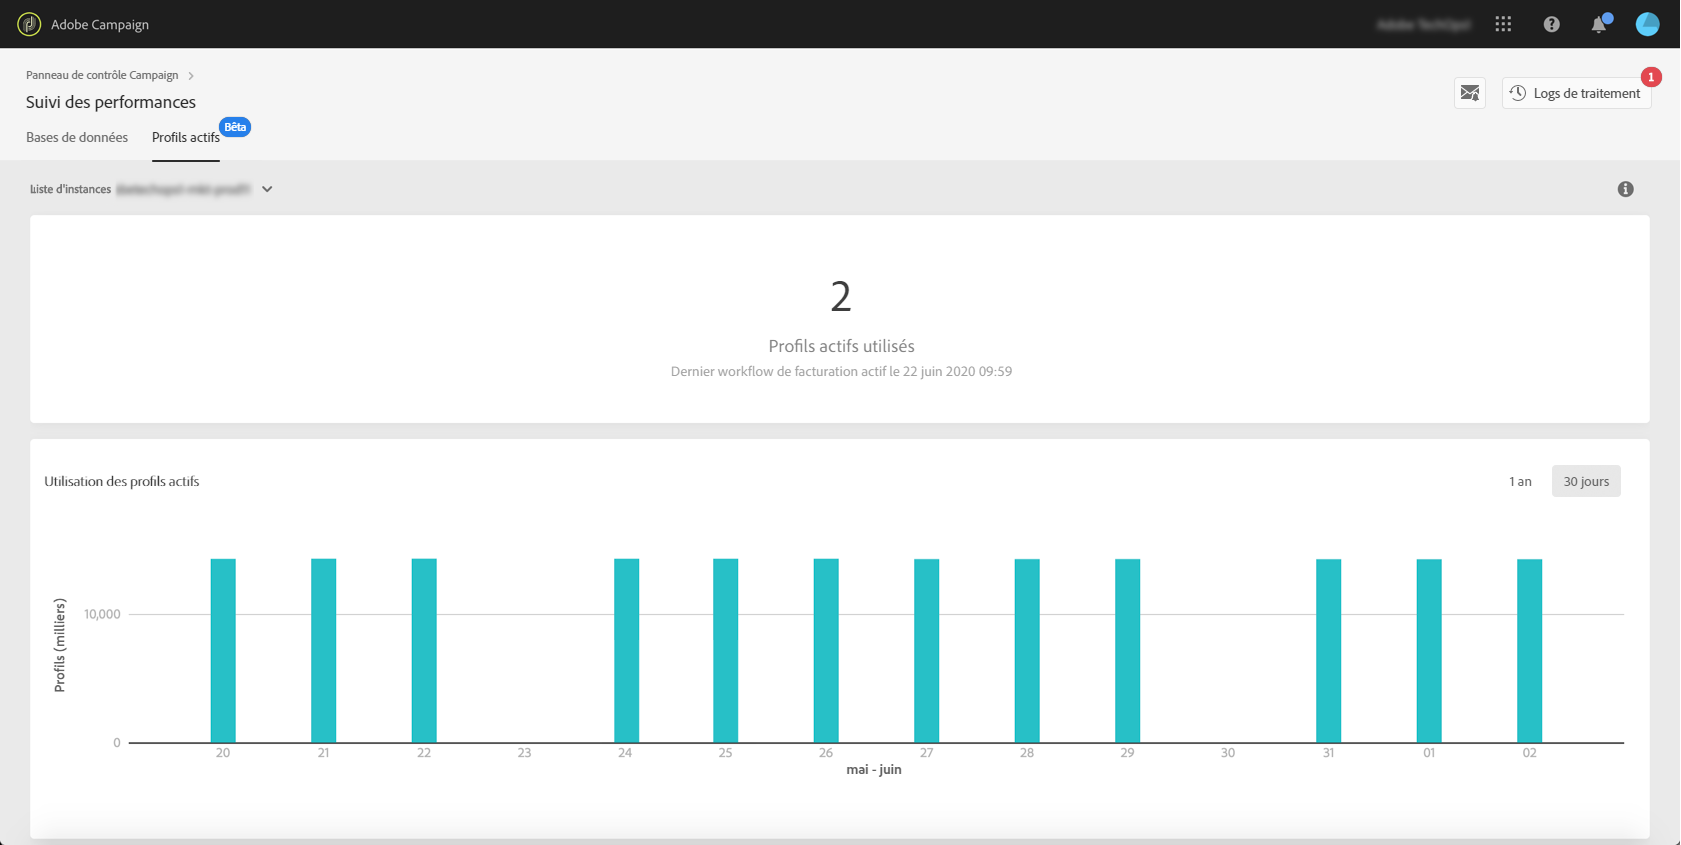 Adobe Campaign
Panneau de contrôle Campaign
Suivi des performances
1
Logs de traitement
Bases de données
Profils actifs
Bêta
Liste d'instances
2
Profils actifs utilisés
Dernier workflow de facturation actif le 22 juin 2020 09:59
Utilisation des profils actifs
1 an
30 jours
Profils (milliers)
10,000
0
20 21 22 23 24 25 26 27 28 29 30 31 01 02
mai - juin